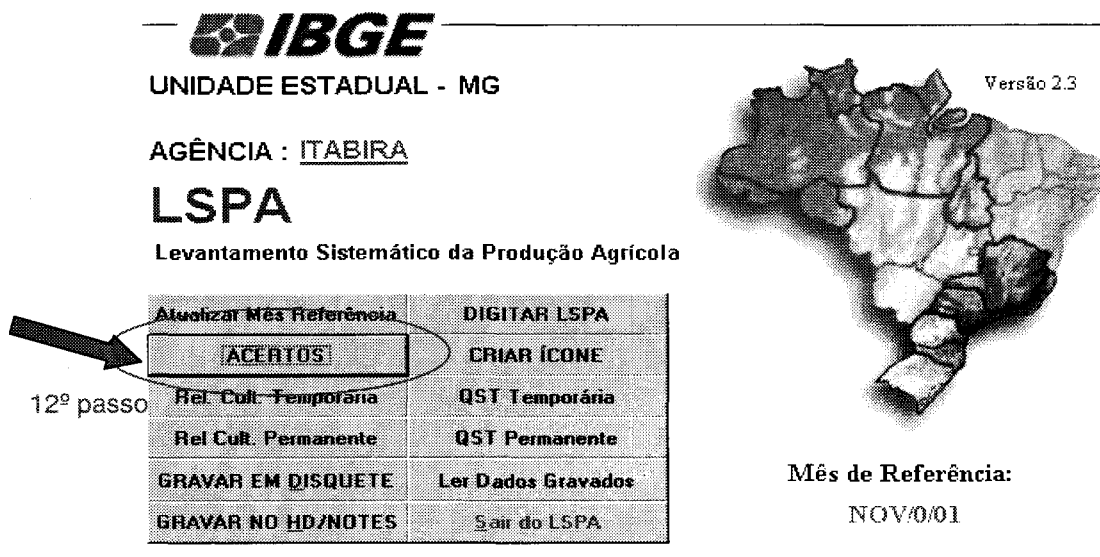 IBGE
UNIDADE ESTADUAL - MG
Versão 2.3
AGÊNCIA : ITABIRA
LSPA
Levantamento Sistemático da Produção Agrícola
Atualizar Mês Referência
DIGITAR LSPA
ACERTOS
CRIAR ÍCONE
12º passo
Rel. Cult. Temporária
QST Temporária
Rel Cult. Permanente
QST Permanente
GRAVAR EM DISQUETE
Ler Dados Gravados
GRAVAR NO HD/NOTES
Sair do LSPA
Mês de Referência:
NOV/0/01